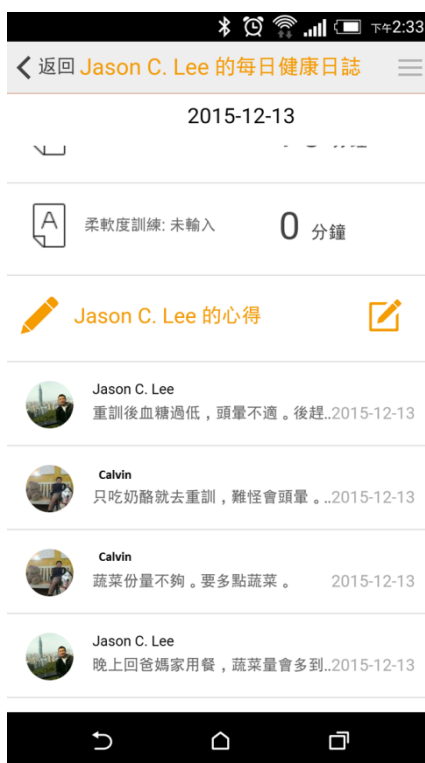 下午2:33
返回 Jason C. Lee 的每日健康日誌
2015-12-13
A 柔軟度訓練: 未輸入 0 分鐘
Jason C. Lee 的心得
Jason C. Lee
重訓後血糖過低，頭暈不適。後趕..2015-12-13
Calvin
只吃奶酪就去重訓，難怪會頭暈。..2015-12-13
Calvin
蔬菜份量不夠。要多點蔬菜。 2015-12-13
Jason C. Lee
晚上回爸媽家用餐，蔬菜量會多到..2015-12-13